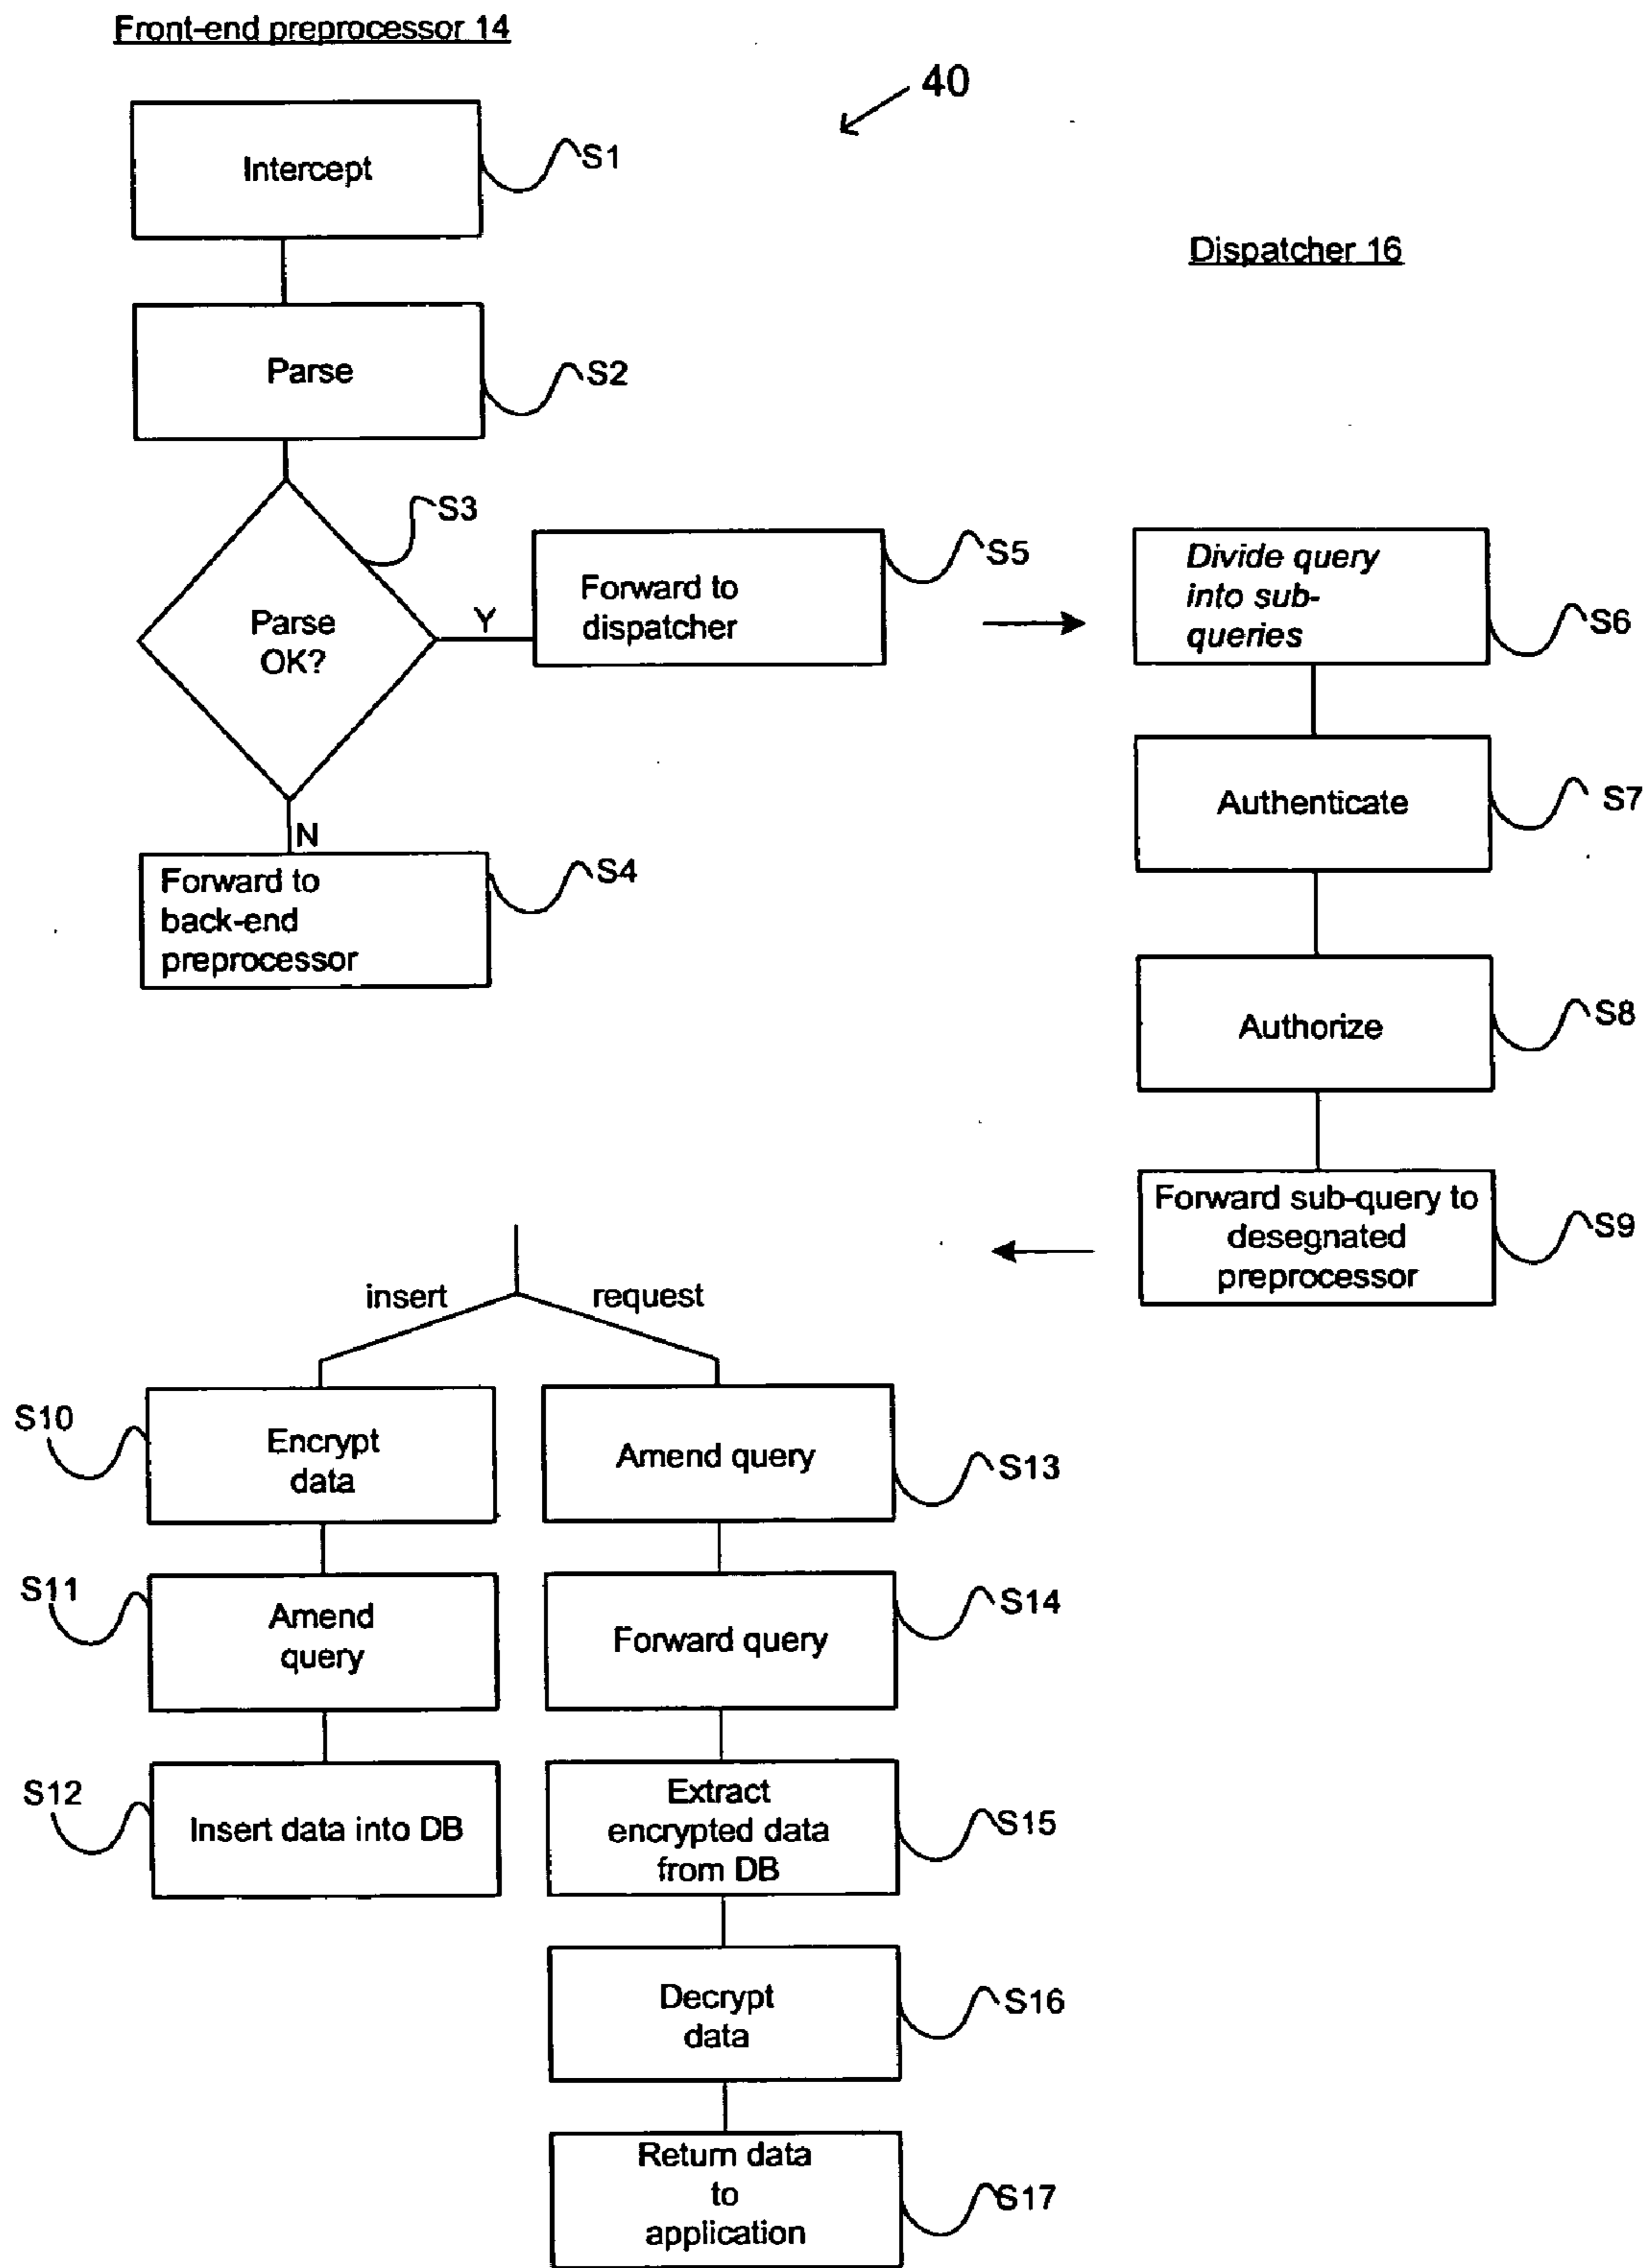 Front-end preprocessor 14
40
Intercept
S1
Dispatcher 16
Parse
S2
S3
Parse
OK?
Y
Forward to
dispatcher
S5
Divide query
into sub-
queries
S6
Authenticate
S7
N
Forward to
back-end
preprocessor
S4
Authorize
S8
Forward sub-query to
desegnated
preprocessor
S9
insert
request
S10
Encrypt
data
Amend query
S13
S11
Amend
query
Forward query
S14
S12
Insert data into DB
Extract
encrypted data
from DB
S15
Decrypt
data
S16
Return data
to
application
S17